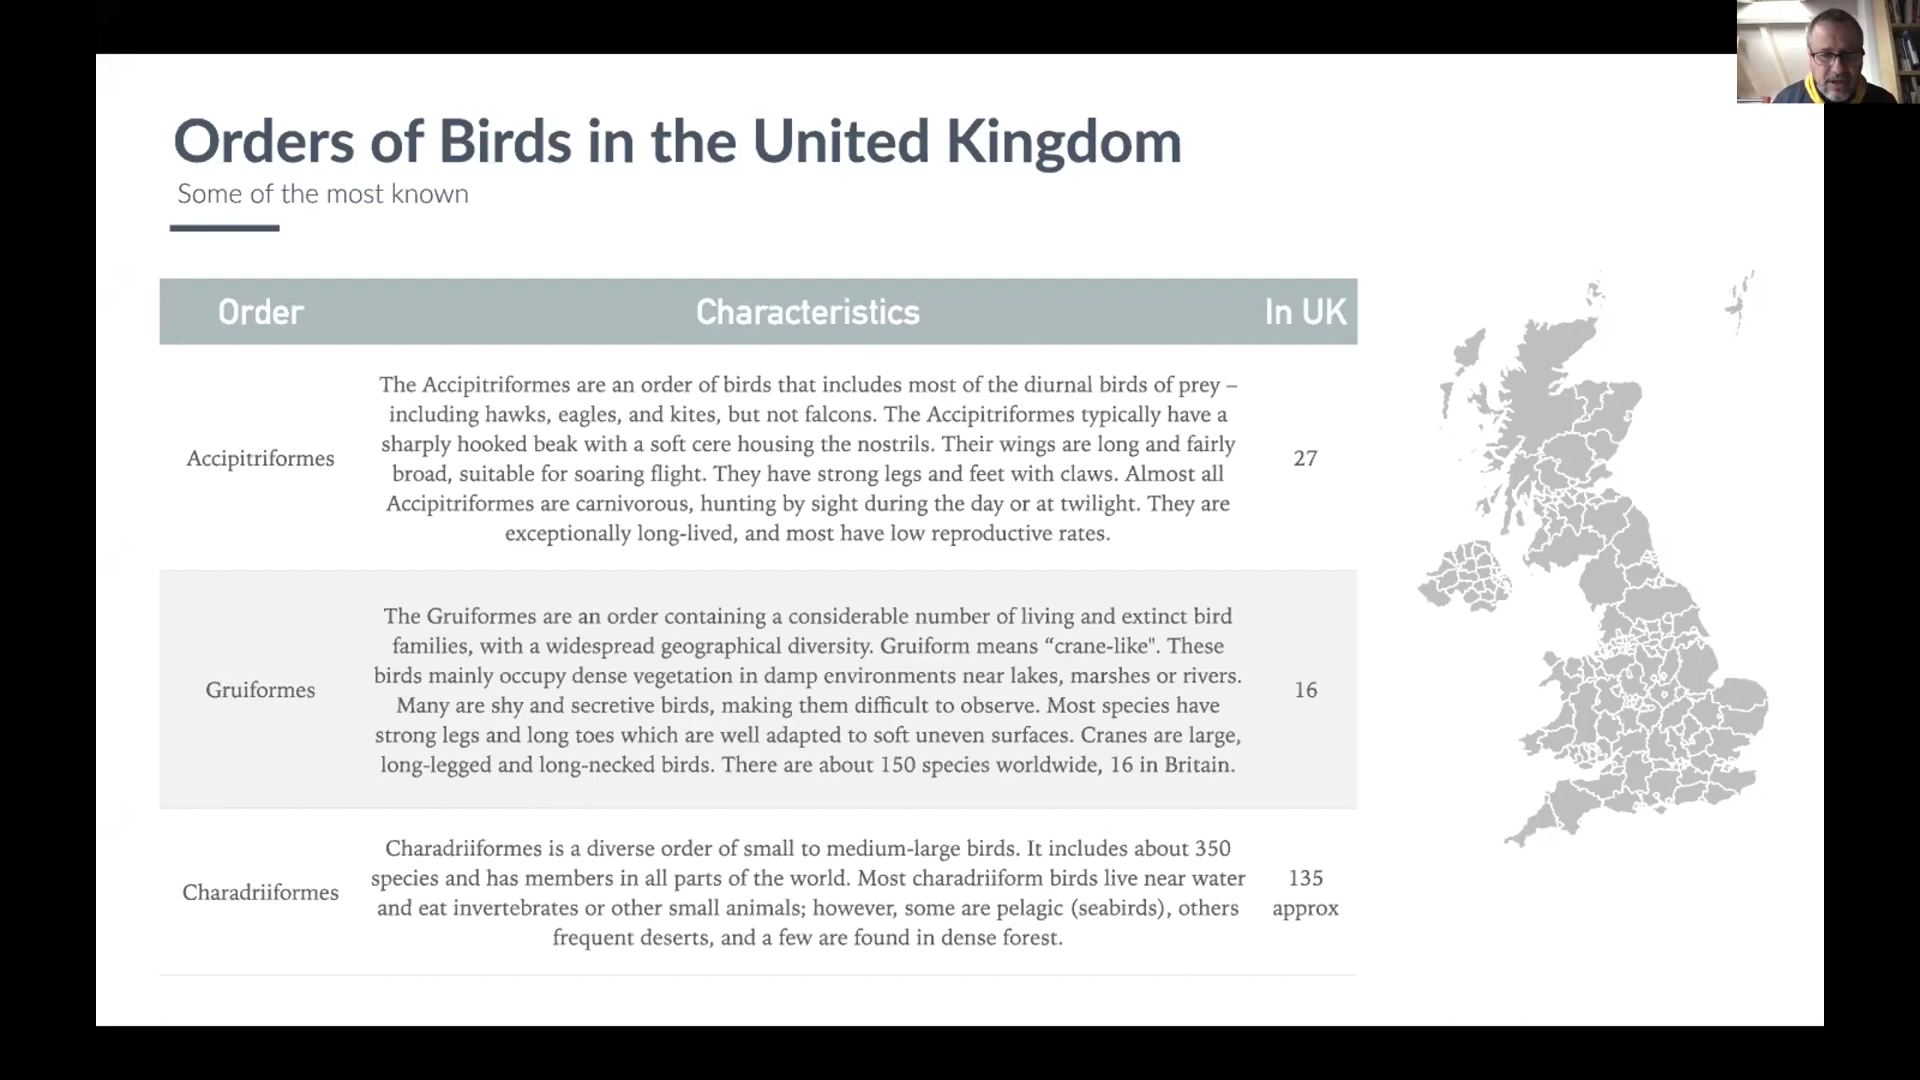 Orders of Birds in the United Kingdom
Some of the most known
Order Characteristics In UK
Accipitriformes
The Accipitriformes are an order of birds that includes most of the diurnal birds of prey –
including hawks, eagles, and kites, but not falcons. The Accipitriformes typically have a
sharply hooked beak with a soft cere housing the nostrils. Their wings are long and fairly
broad, suitable for soaring flight. They have strong legs and feet with claws. Almost all
Accipitriformes are carnivorous, hunting by sight during the day or at twilight. They are
exceptionally long-lived, and most have low reproductive rates.
27
Gruiformes
The Gruiformes are an order containing a considerable number of living and extinct bird
families, with a widespread geographical diversity. Gruiform means “crane-like". These
birds mainly occupy dense vegetation in damp environments near lakes, marshes or rivers.
Many are shy and secretive birds, making them difficult to observe. Most species have
strong legs and long toes which are well adapted to soft uneven surfaces. Cranes are large,
long-legged and long-necked birds. There are about 150 species worldwide, 16 in Britain.
16
Charadriiformes
Charadriiformes is a diverse order of small to medium-large birds. It includes about 350
species and has members in all parts of the world. Most charadriiform birds live near water
and eat invertebrates or other small animals; however, some are pelagic (seabirds), others
frequent deserts, and a few are found in dense forest.
135
approx